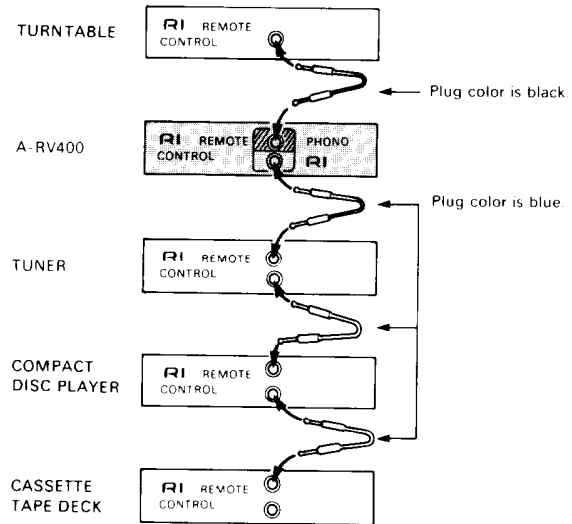 TURNTABLE
RI REMOTE
CONTROL
Plug color is black.
A-RV400
RI REMOTE
CONTROL
PHONO
RI
Plug color is blue.
TUNER
RI REMOTE
CONTROL
COMPACT
DISC PLAYER
RI REMOTE
CONTROL
CASSETTE
TAPE DECK
RI REMOTE
CONTROL